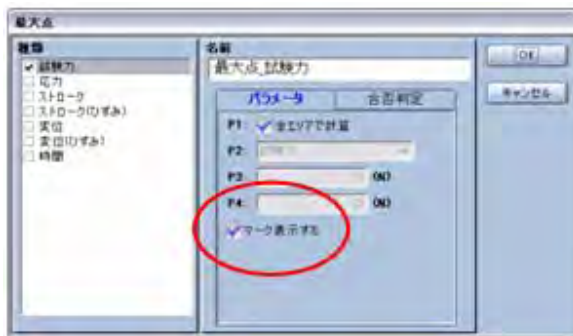 最大点
種類
試験力
応力
ストローク
ストローク(ひずみ)
変位
変位(ひずみ)
時間
名前
最大点_試験力
パラメータ
合否判定
P1:
全エリアで計算
P2:
P3:
(N)
P4:
(N)
マーク表示する
OK
キャンセル